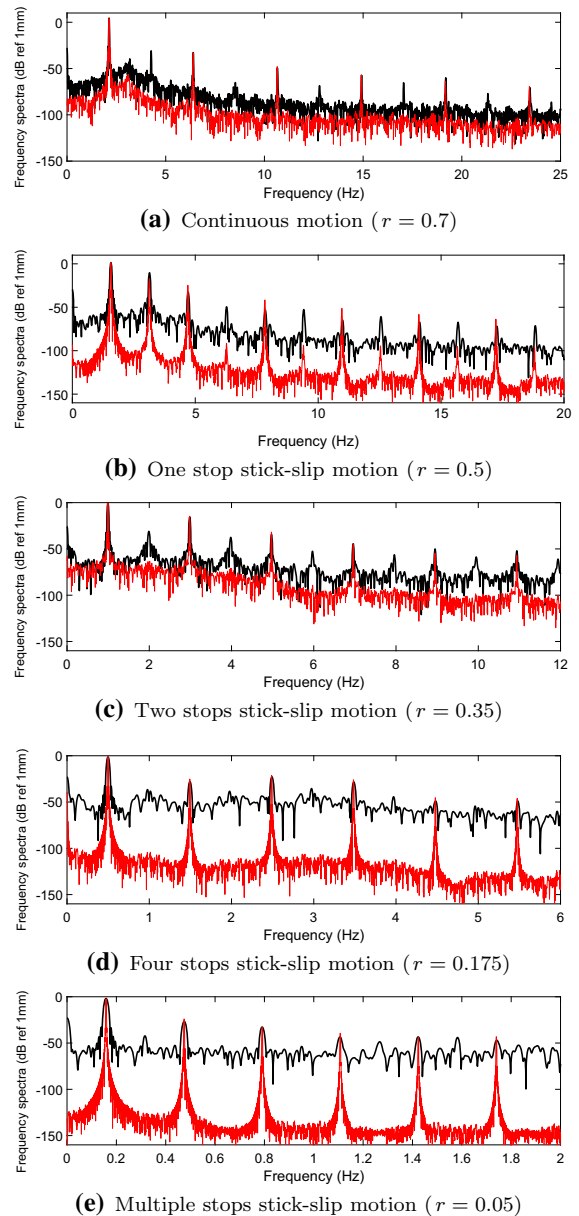 Frequency spectra (dB ref 1mm)
0
-50
-100
-150
0 5 10 15 20 25
Frequency (Hz)
(a) Continuous motion (r = 0.7)
Frequency spectra (dB ref 1mm)
0
-50
-100
-150
0 5 10 15 20
Frequency (Hz)
(b) One stop stick-slip motion (r = 0.5)
Frequency spectra (dB ref 1mm)
0
-50
-100
-150
0 2 4 6 8 10 12
Frequency (Hz)
(c) Two stops stick-slip motion (r = 0.35)
Frequency spectra (dB ref 1mm)
0
-50
-100
-150
0 1 2 3 4 5 6
Frequency (Hz)
(d) Four stops stick-slip motion (r = 0.175)
Frequency spectra (dB ref 1mm)
0
-50
-100
-150
0 0.2 0.4 0.6 0.8 1 1.2 1.4 1.6 1.8 2
Frequency (Hz)
(e) Multiple stops stick-slip motion (r = 0.05)